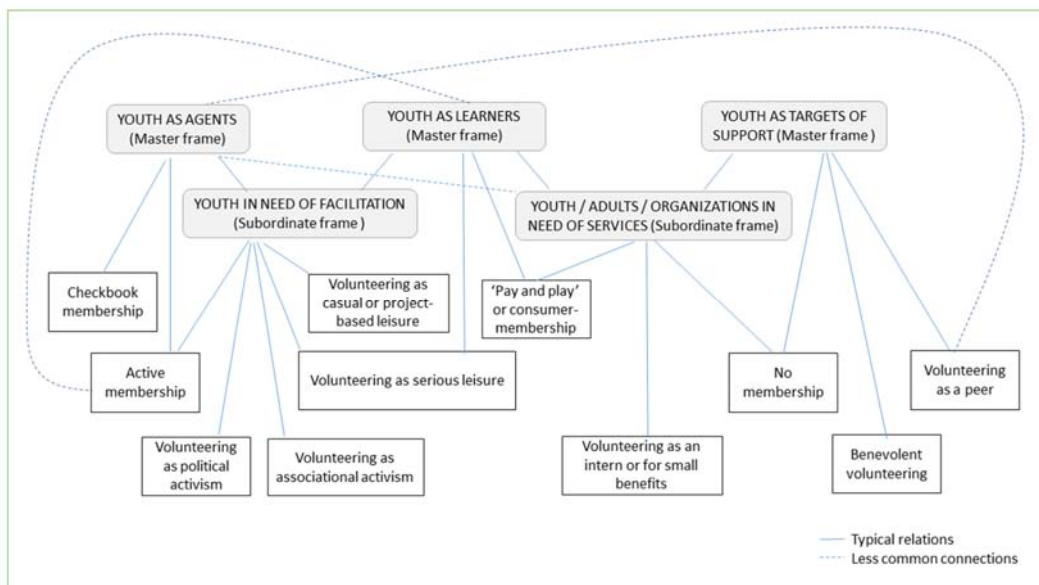 YOUTH AS AGENTS
(Master frame)
YOUTH AS LEARNERS
(Master frame)
YOUTH AS TARGETS OF
SUPPORT (Master frame )
YOUTH IN NEED OF FACILITATION
(Subordinate frame )
YOUTH / ADULTS / ORGANIZATIONS IN
NEED OF SERVICES (Subordinate frame)
Checkbook
membership
Volunteering as
casual or project-
based leisure
'Pay and play'
or consumer-
membership
Active
membership
Volunteering as serious leisure
No
membership
Volunteering
as a peer
Volunteering
as political
activism
Volunteering as
associational activism
Volunteering as an
intern or for small
benefits
Benevolent
volunteering
Typical relations
Less common connections